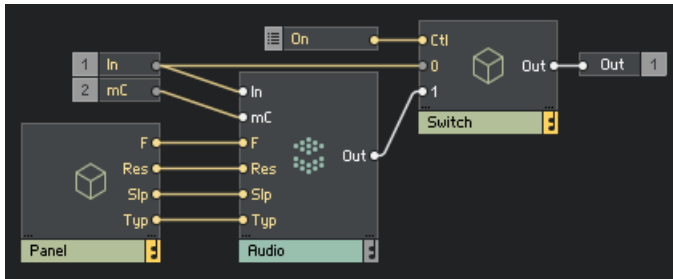 On
Ctl
0 Out
1
Switch
Out 1
1 In
2 mC
In
mC
F
Res
Slp
Typ
Out
Audio
F
Res
Slp
Typ
Panel